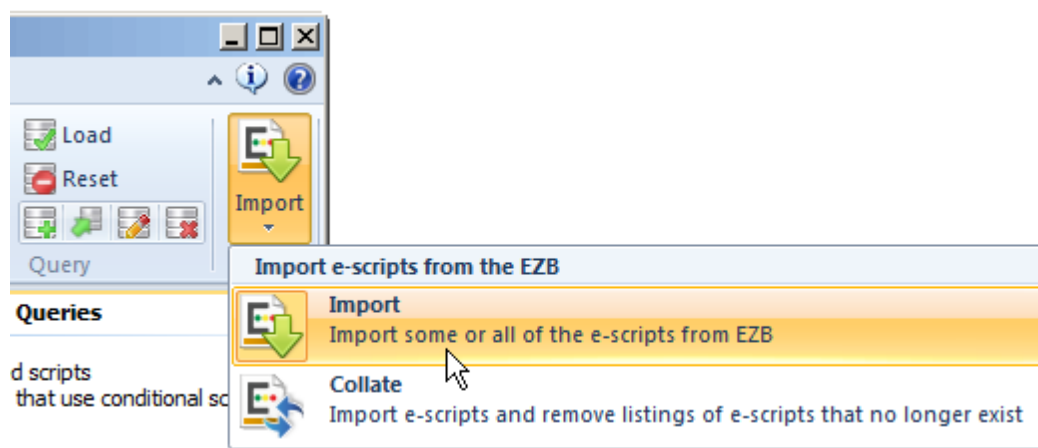 Load
Reset
Import
Query
Import e-scripts from the EZB
Queries
Import
Import some or all of the e-scripts from EZB
d scripts
that use conditional sc
Collate
Import e-scripts and remove listings of e-scripts that no longer exist